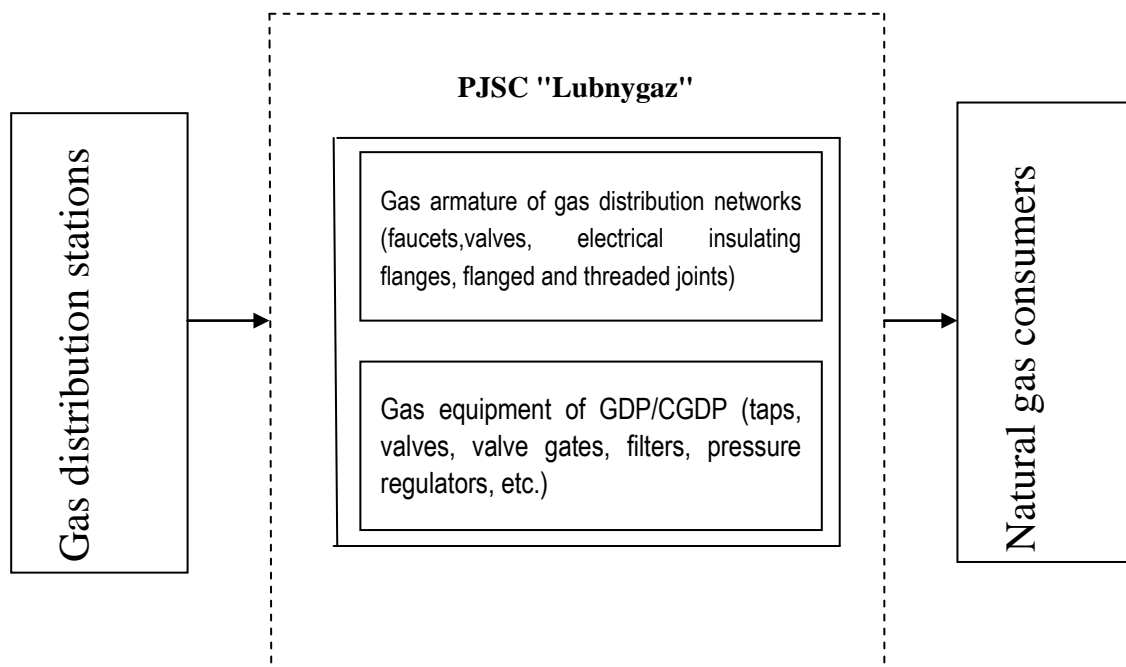 PJSC "Lubnygaz"
Gas distribution stations
Gas armature of gas distribution networks
(faucets,valves, electrical insulating
flanges, flanged and threaded joints)
Gas equipment of GDP/CGDP (taps,
valves, valve gates, filters, pressure
regulators, etc.)
Natural gas consumers